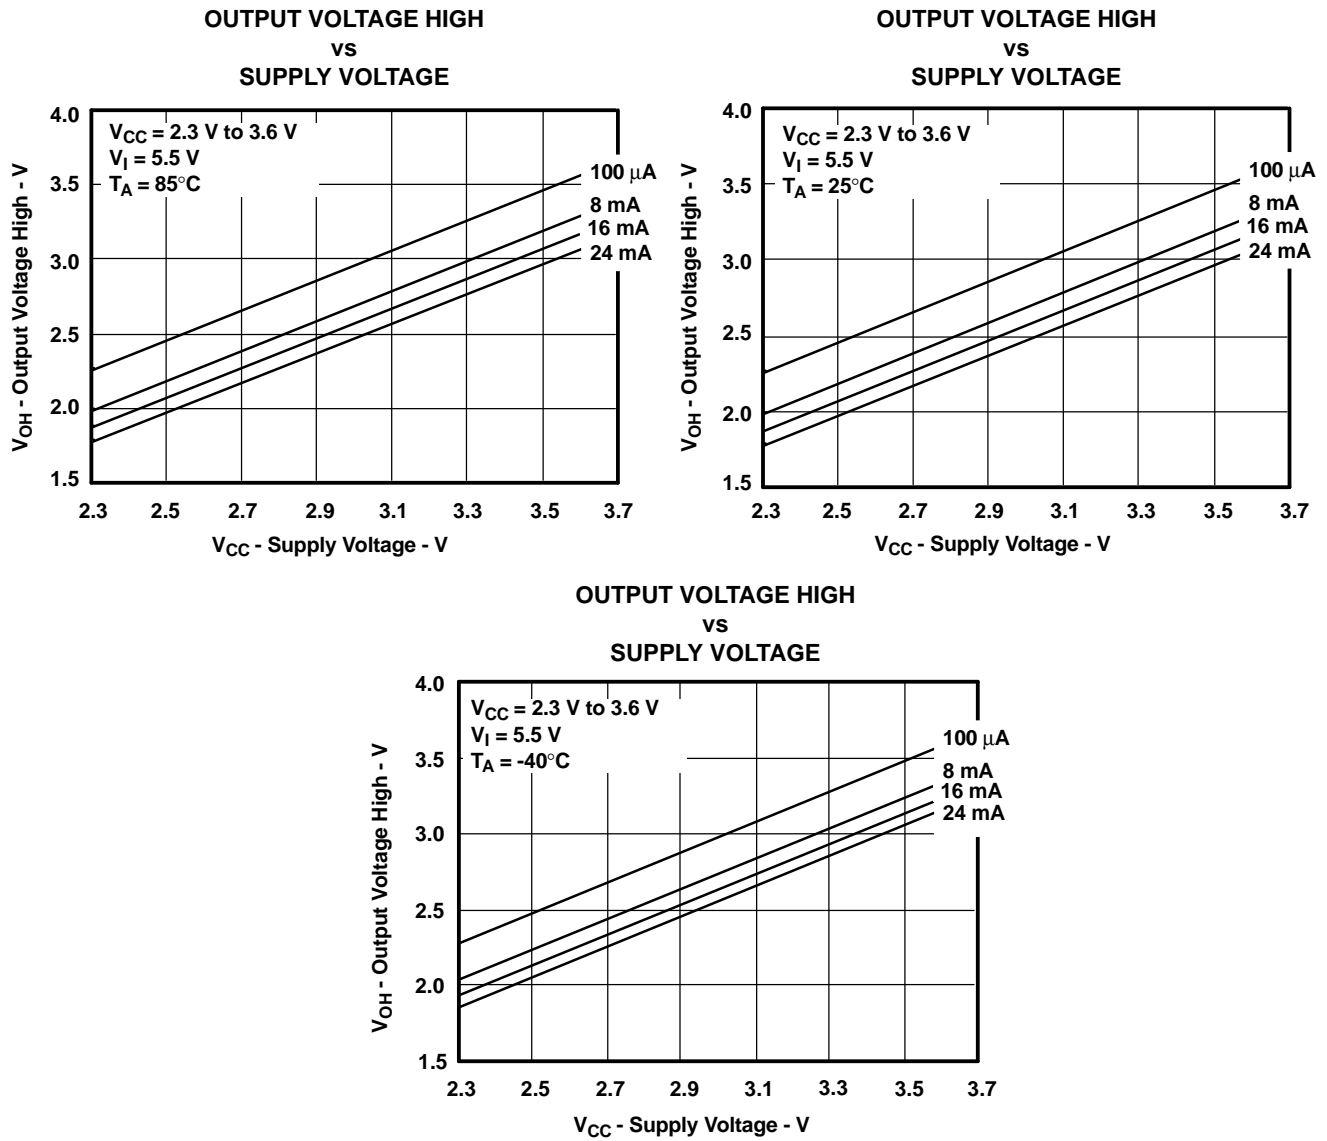 OUTPUT VOLTAGE HIGH
vs
SUPPLY VOLTAGE
4.0
3.5
3.0
2.5
2.0
1.5
VOH - Output Voltage High - V
VCC = 2.3 V to 3.6 V
VI = 5.5 V
TA = 85°C
100 μA
8 mA
16 mA
24 mA
2.3 2.5 2.7 2.9 3.1 3.3 3.5 3.7
VCC - Supply Voltage - V
OUTPUT VOLTAGE HIGH
vs
SUPPLY VOLTAGE
4.0
3.5
3.0
2.5
2.0
1.5
VOH - Output Voltage High - V
VCC = 2.3 V to 3.6 V
VI = 5.5 V
TA = 25°C
100 μA
8 mA
16 mA
24 mA
2.3 2.5 2.7 2.9 3.1 3.3 3.5 3.7
VCC - Supply Voltage - V
OUTPUT VOLTAGE HIGH
vs
SUPPLY VOLTAGE
4.0
3.5
3.0
2.5
2.0
1.5
VOH - Output Voltage High - V
VCC = 2.3 V to 3.6 V
VI = 5.5 V
TA = -40°C
100 μA
8 mA
16 mA
24 mA
2.3 2.5 2.7 2.9 3.1 3.3 3.5 3.7
VCC - Supply Voltage - V